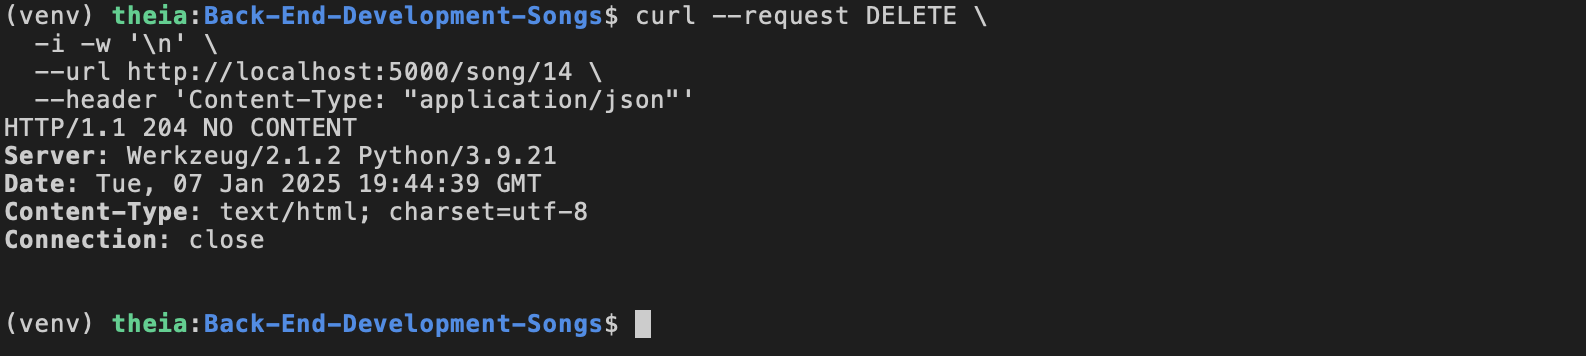 (venv) theia:Back-End-Development-Songs$ curl --request DELETE \
  -i -w '\n' \
  --url http://localhost:5000/song/14 \
  --header 'Content-Type: "application/json"'
HTTP/1.1 204 NO CONTENT
Server: Werkzeug/2.1.2 Python/3.9.21
Date: Tue, 07 Jan 2025 19:44:39 GMT
Content-Type: text/html; charset=utf-8
Connection: close
(venv) theia:Back-End-Development-Songs$